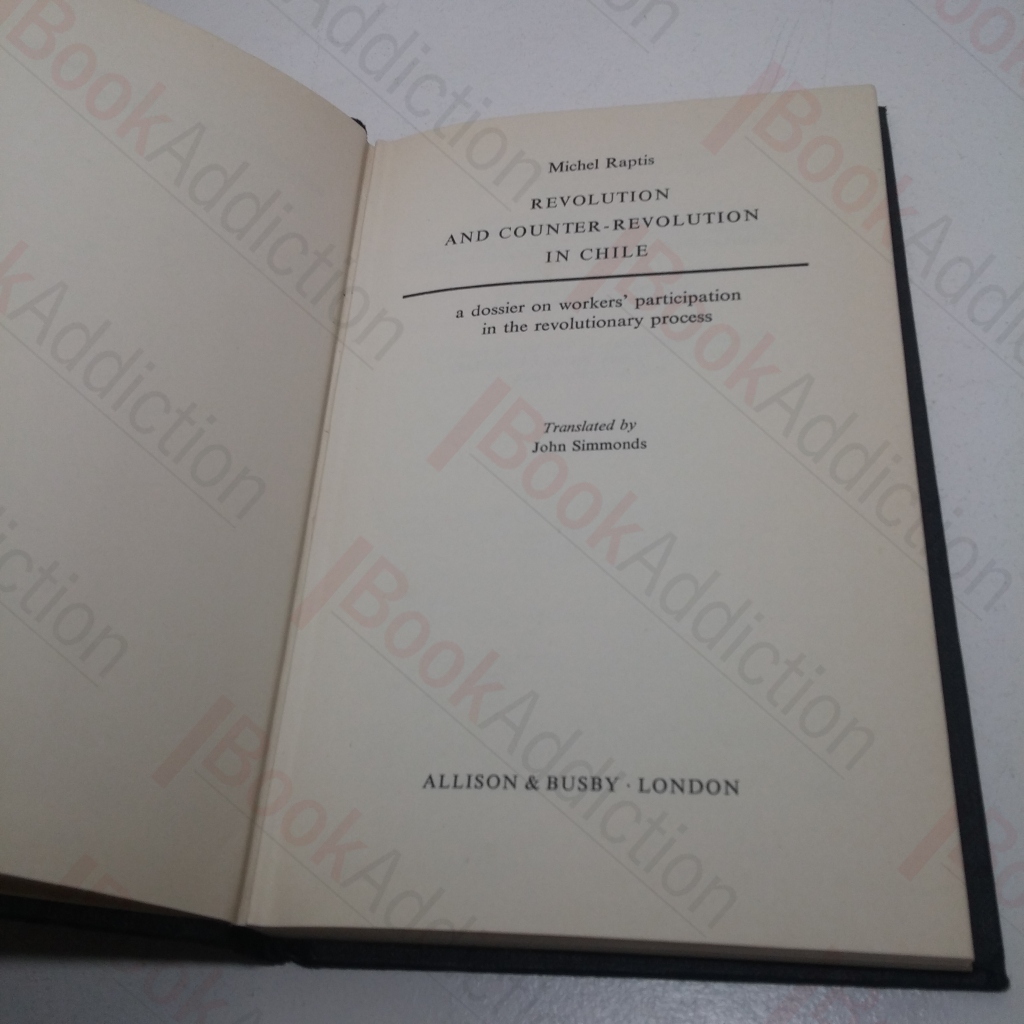 Michel Raptis
REVOLUTION
AND COUNTER-REVOLUTION
IN CHILE
a dossier on workers' participation
in the revolutionary process
Translated by
John Simmonds
ALLISON & BUSBY · LONDON
BookAddiction